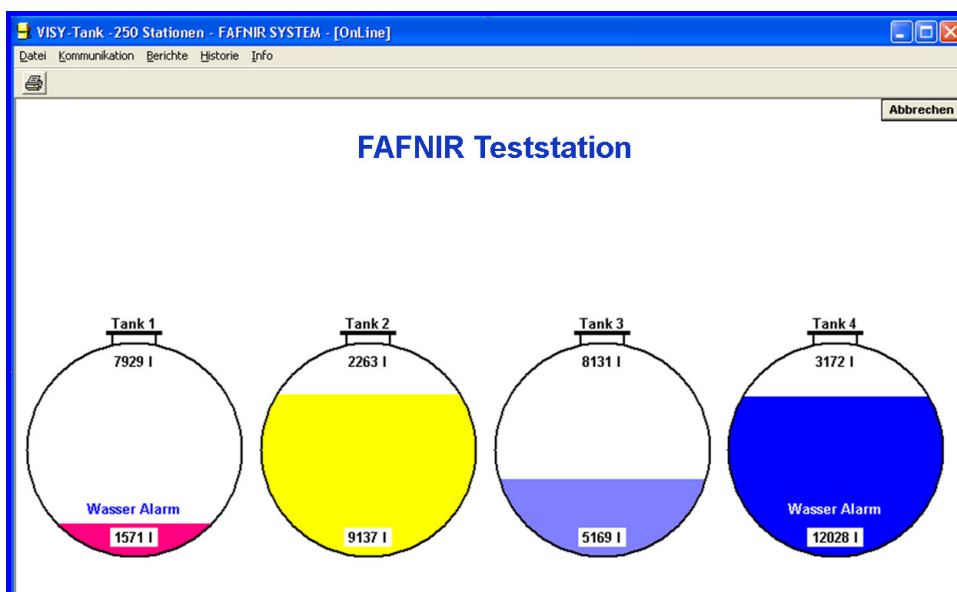 VISY-Tank -250 Stationen - FAFNIR SYSTEM - [OnLine]
Datei Kommunikation Berichte Historie Info
Abbrechen
FAFNIR Teststation
Tank 1 Tank 2 Tank 3 Tank 4
7929 l 2263 l 8131 l 3172 l
Wasser Alarm Wasser Alarm
1571 l 9137 l 5169 l 12028 l